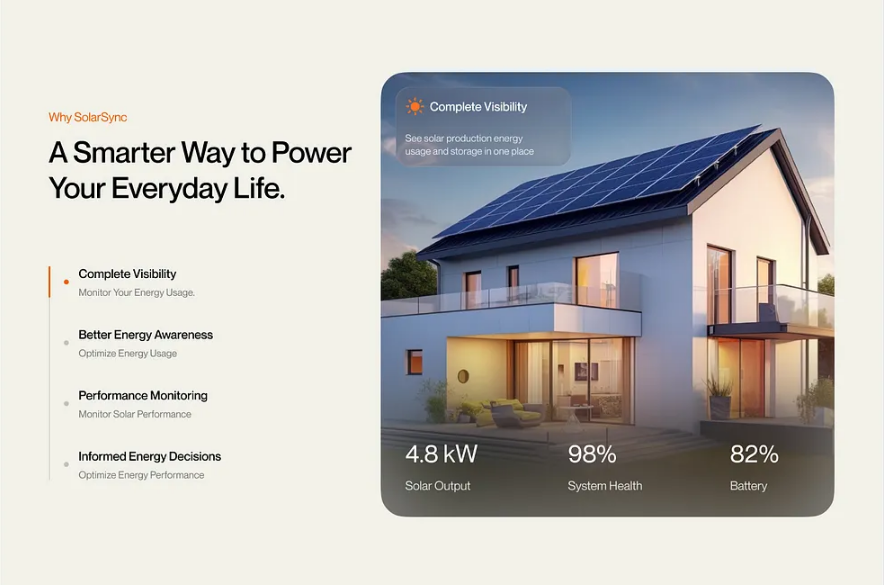 Why SolarSync
A Smarter Way to Power
Your Everyday Life.
Complete Visibility
Monitor Your Energy Usage.
Better Energy Awareness
Optimize Energy Usage
Performance Monitoring
Monitor Solar Performance
Informed Energy Decisions
Optimize Energy Performance
Complete Visibility
See solar production energy
usage and storage in one place
4.8 kW
Solar Output
98%
System Health
82%
Battery